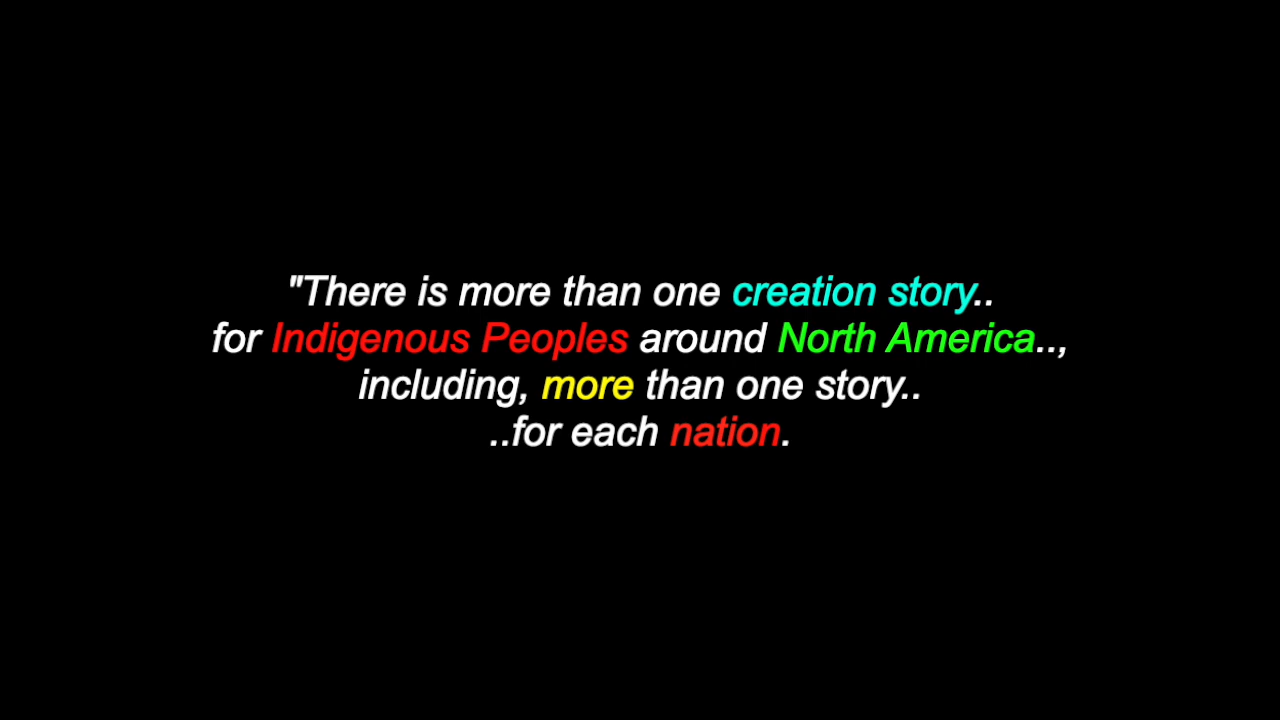 "There is more than one creation story..
for Indigenous Peoples around North America..,
including, more than one story..
..for each nation.